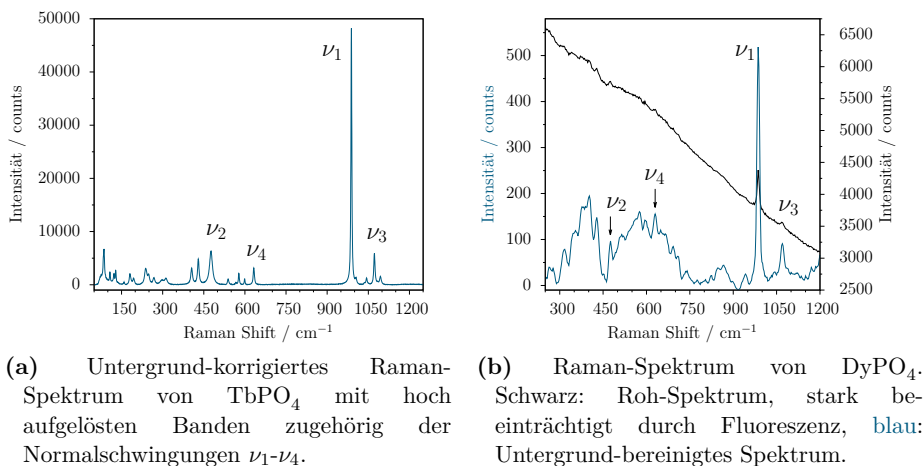 50000
40000
30000
20000
10000
0
Intensität / counts
ν1
ν2
ν4
ν3
150 300 450 600 750 900 1050 1200
Raman Shift / cm−1
500
400
300
200
100
0
Intensität / counts
ν1
ν2
ν4
ν3
6500
6000
5500
5000
4500
4000
3500
3000
2500
Intensität / counts
300 450 600 750 900 1050 1200
Raman Shift / cm−1
(a) Untergrund-korrigiertes Raman-
Spektrum von TbPO4 mit hoch
aufgelösten Banden zugehörig der
Normalschwingungen ν1-ν4.
(b) Raman-Spektrum von DyPO4.
Schwarz: Roh-Spektrum, stark be-
einträchtigt durch Fluoreszenz, blau:
Untergrund-bereinigtes Spektrum.